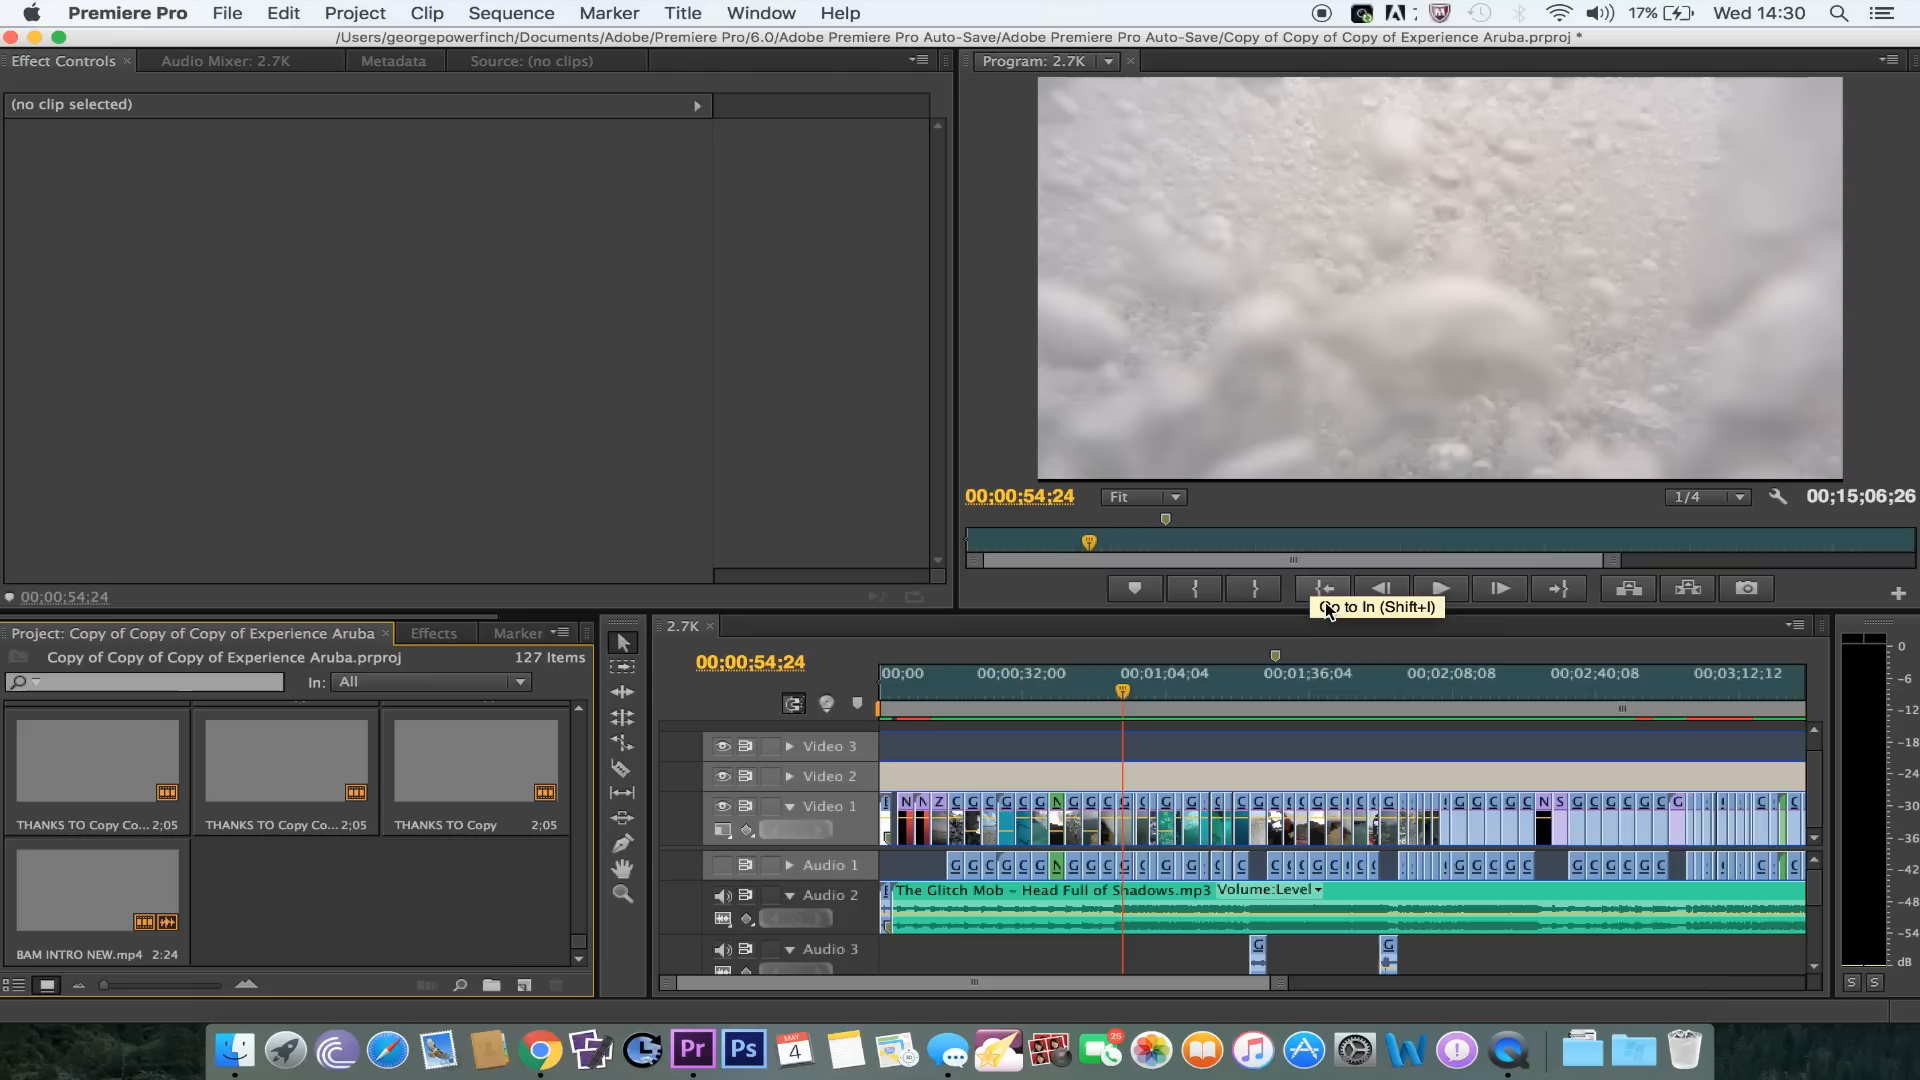 Premiere Pro File Edit Project Clip Sequence Marker Title Window Help 17% Wed 14:30
/Users/georgepowerfinch/Documents/Adobe/Premiere Pro/6.0/Adobe Premiere Pro Auto-Save/Adobe Premiere Pro Auto-Save/Copy of Copy of Copy of Experience Aruba.prproj *
Effect Controls Audio Mixer: 2.7K Metadata Source: (no clips) Program: 2.7K
(no clip selected)
00;00;54;24 Fit 1/4 00;15;06;26
00;00;54;24
Go to In (Shift+I)
Project: Copy of Copy of Copy of Experience Aruba Effects Marker 2.7K
Copy of Copy of Copy of Experience Aruba.prproj 127 Items
In: All
THANKS TO Copy Co... 2;05 THANKS TO Copy Co... 2;05 THANKS TO Copy 2;05
BAM INTRO NEW.mp4 2:24
00:00:54:24
00;00 00;00;32;00 00;01;04;04 00;01;36;04 00;02;08;08 00;02;40;08 00;03;12;12
Video 3
Video 2
Video 1
Audio 1
Audio 2 The Glitch Mob - Head Full of Shadows.mp3 Volume:Level
Audio 3 G G
0
-6
-12
-18
-24
-30
-36
-42
-48
-54
dB
S S
Pr Ps MAY 4 26